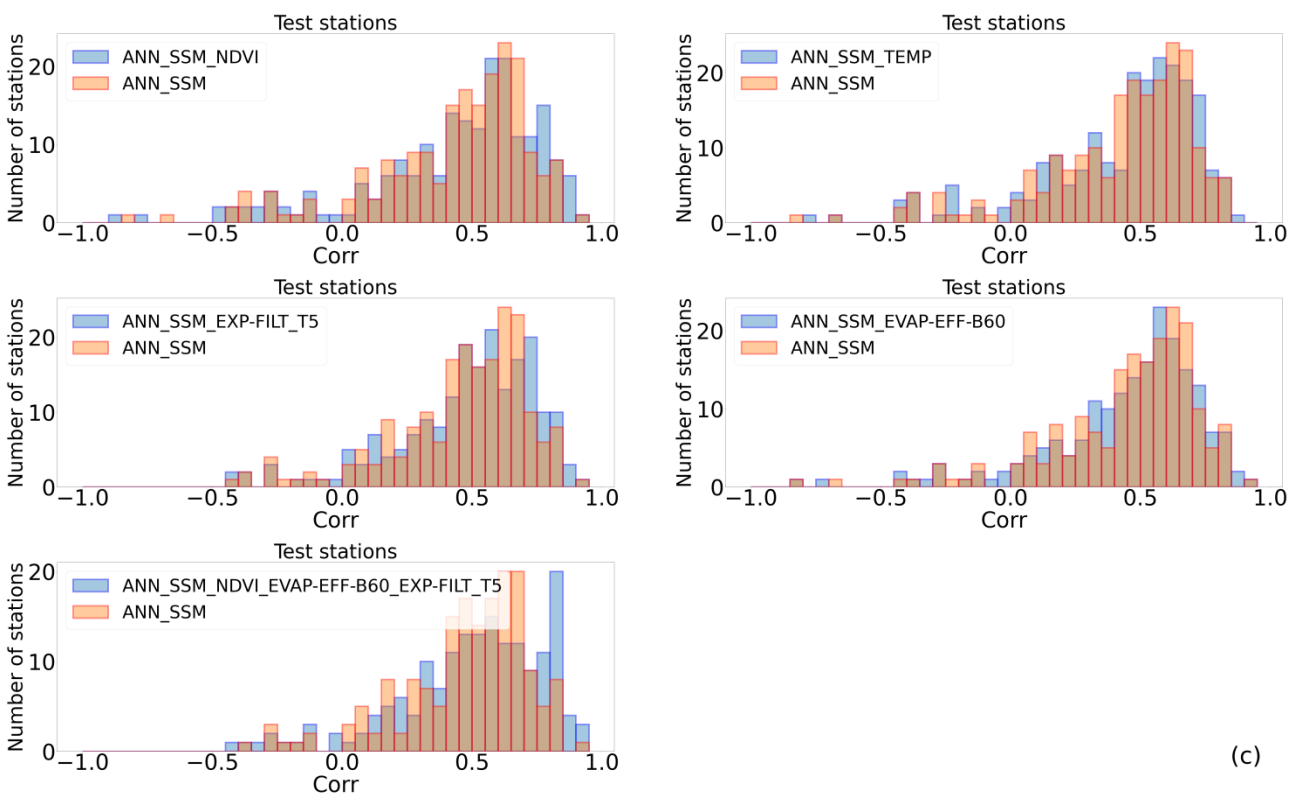 Test stations
Number of stations
20
10
0
ANN_SSM_NDVI
ANN_SSM
−1.0 −0.5 0.0 0.5 1.0
Corr
Test stations
Number of stations
20
10
0
ANN_SSM_TEMP
ANN_SSM
−1.0 −0.5 0.0 0.5 1.0
Corr
Test stations
Number of stations
20
10
0
ANN_SSM_EXP-FILT_T5
ANN_SSM
−1.0 −0.5 0.0 0.5 1.0
Corr
Test stations
Number of stations
20
10
0
ANN_SSM_EVAP-EFF-B60
ANN_SSM
−1.0 −0.5 0.0 0.5 1.0
Corr
Test stations
Number of stations
20
10
0
ANN_SSM_NDVI_EVAP-EFF-B60_EXP-FILT_T5
ANN_SSM
−1.0 −0.5 0.0 0.5 1.0
Corr
(c)